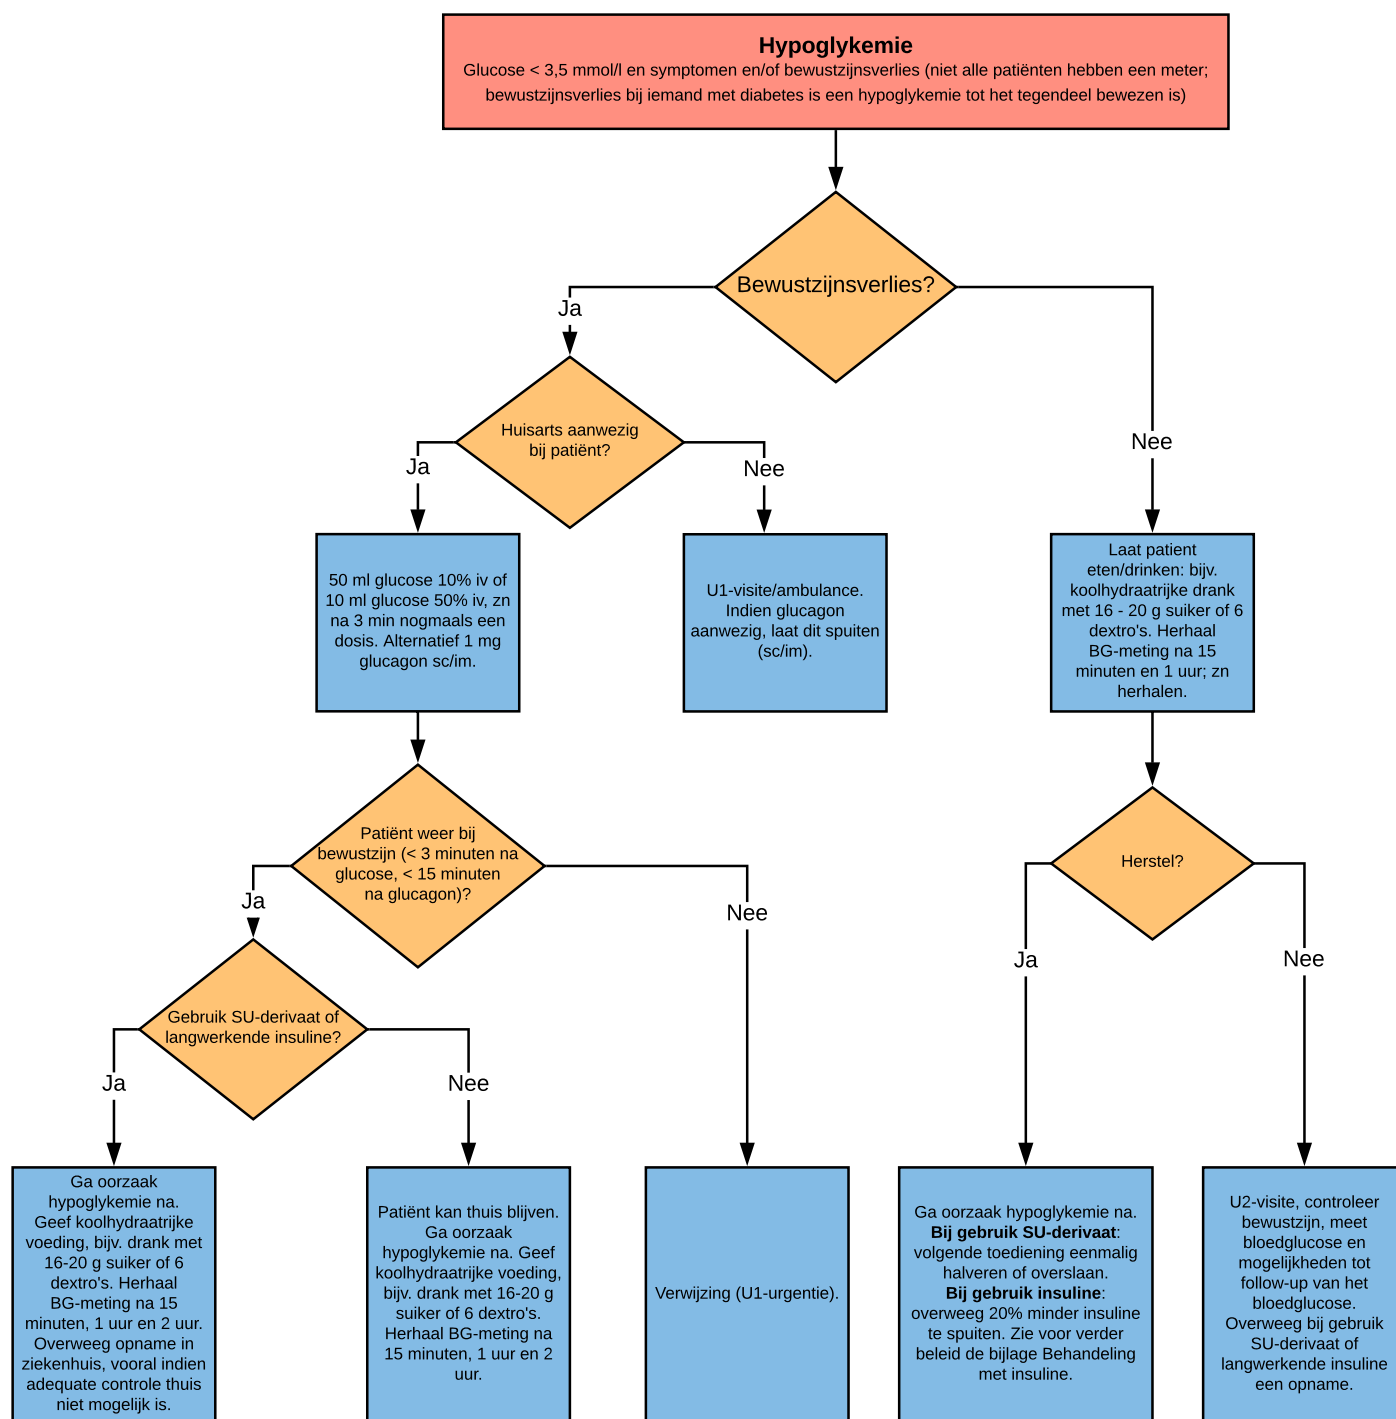 Hypoglykemie
Glucose < 3,5 mmol/l en symptomen en/of bewustzijnsverlies (niet alle patiënten hebben een meter;
bewustzijnsverlies bij iemand met diabetes is een hypoglykemie tot het tegendeel bewezen is)
Bewustzijnsverlies?
Ja
Nee
Huisarts aanwezig
bij patiënt?
Ja
Nee
50 ml glucose 10% iv of
10 ml glucose 50% iv, zn
na 3 min nogmaals een
dosis. Alternatief 1 mg
glucagon sc/im.
U1-visite/ambulance.
Indien glucagon
aanwezig, laat dit spuiten
(sc/im).
Laat patient
eten/drinken: bijv.
koolhydraatrijke drank
met 16 - 20 g suiker of 6
dextro's. Herhaal
BG-meting na 15
minuten en 1 uur; zn
herhalen.
Patiënt weer bij
bewustzijn (< 3 minuten na
glucose, < 15 minuten
na glucagon)?
Ja
Nee
Herstel?
Ja
Nee
Gebruik SU-derivaat of
langwerkende insuline?
Ja
Nee
Ga oorzaak
hypoglykemie na.
Geef koolhydraatrijke
voeding, bijv. drank met
16-20 g suiker of 6
dextro's. Herhaal
BG-meting na 15
minuten, 1 uur en 2 uur.
Overweeg opname in
ziekenhuis, vooral indien
adequate controle thuis
niet mogelijk is.
Patiënt kan thuis blijven.
Ga oorzaak
hypoglykemie na. Geef
koolhydraatrijke voeding,
bijv. drank met 16-20 g
suiker of 6 dextro's.
Herhaal BG-meting na
15 minuten, 1 uur en 2
uur.
Verwijzing (U1-urgentie).
Ga oorzaak hypoglykemie na.
Bij gebruik SU-derivaat:
volgende toediening eenmalig
halveren of overslaan.
Bij gebruik insuline:
overweeg 20% minder insuline
te spuiten. Zie voor verder
beleid de bijlage Behandeling
met insuline.
U2-visite, controleer
bewustzijn, meet
bloedglucose en
mogelijkheden tot
follow-up van het
bloedglucose.
Overweeg bij gebruik
SU-derivaat of
langwerkende insuline
een opname.